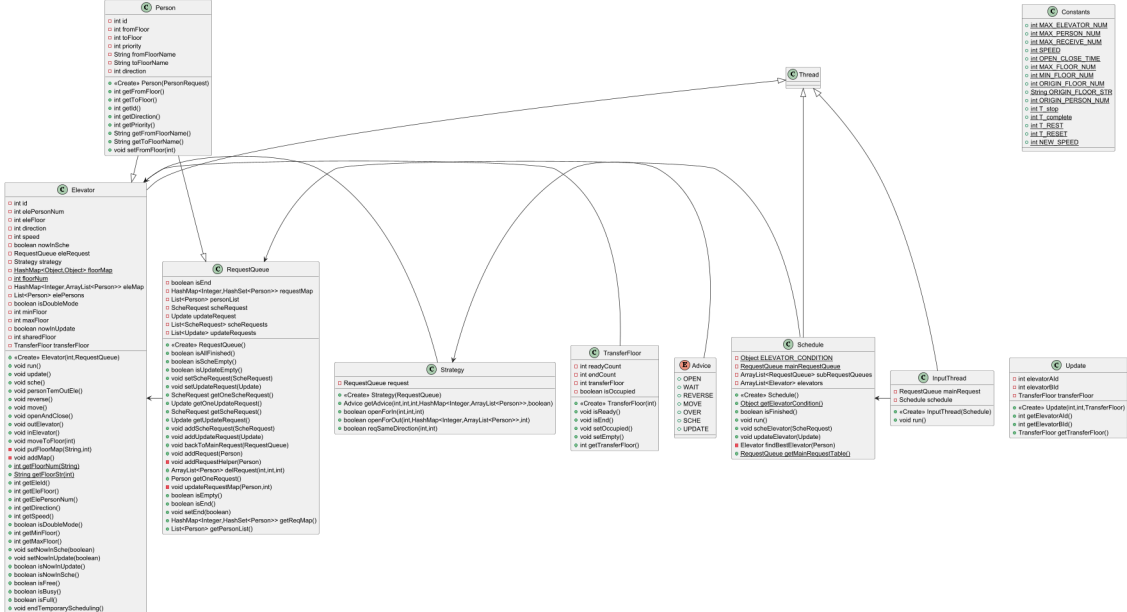 C Person
int id
int fromFloor
int toFloor
int priority
String fromFloorName
String toFloorName
int direction
«Create» Person(PersonRequest)
int getFromFloor()
int getToFloor()
int getId()
int getDirection()
int getPriority()
String getFromFloorName()
String getToFloorName()
void setFromFloor(int)
C Thread
C Constants
int MAX_ELEVATOR_NUM
int MAX_PERSON_NUM
int MAX_RECEIVE_NUM
int SPEED
int OPEN_CLOSE_TIME
int MAX_FLOOR_NUM
int MIN_FLOOR_NUM
int ORIGIN_FLOOR_NUM
String ORIGIN_FLOOR_STR
int ORIGIN_PERSON_NUM
int T_stop
int T_complete
int T_REST
int T_RESET
int NEW_SPEED
C Elevator
int id
int elePersonNum
int eleFloor
int direction
int speed
boolean nowInSche
RequestQueue eleRequest
Strategy strategy
HashMap<Object,Object> floorMap
int floorNum
HashMap<Integer,ArrayList<Person>> eleMap
List<Person> elePersons
boolean isDoubleMode
int minFloor
int maxFloor
boolean nowInUpdate
int sharedFloor
TransferFloor transferFloor
«Create» Elevator(int,RequestQueue)
void run()
void update()
void sche()
void personTernOutEle()
void reverse()
void move()
void openAndClose()
void outElevator()
void inElevator()
void moveToFloor(int)
void putFloorMap(String,int)
void addMap()
int getFloorNum(String)
String getFloorStr(int)
int getEleId()
int getEleFloor()
int getElePersonNum()
int getDirection()
int getSpeed()
boolean isDoubleMode()
int getMinFloor()
int getMaxFloor()
void setNowInSche(boolean)
void setNowInUpdate(boolean)
boolean isNowInUpdate()
boolean isNowInSche()
boolean isFree()
boolean isBusy()
boolean isFull()
void endTemporaryScheduling()
C RequestQueue
boolean isEnd
HashMap<Integer,HashSet<Person>> requestMap
List<Person> personList
ScheRequest scheRequest
Update updateRequest
List<ScheRequest> scheRequests
List<Update> updateRequests
«Create» RequestQueue()
boolean isAllFinished()
boolean isScheEmpty()
boolean isUpdateEmpty()
void setScheRequest(ScheRequest)
void setUpdateRequest(Update)
ScheRequest getOneScheRequest()
Update getOneUpdateRequest()
ScheRequest getScheRequest()
Update getUpdateRequest()
void addScheRequest(ScheRequest)
void addUpdateRequest(Update)
void backToMainRequest(RequestQueue)
void addRequest(Person)
void addRequestHelper(Person)
ArrayList<Person> delRequest(int,int,int)
Person getOneRequest()
void updateRequestMap(Person,int)
boolean isEmpty()
boolean isEnd()
void setEnd(boolean)
HashMap<Integer,HashSet<Person>> getReqMap()
List<Person> getPersonList()
C Strategy
RequestQueue request
«Create» Strategy(RequestQueue)
Advice getAdvice(int,int,int,HashMap<Integer,ArrayList<Person>>,boolean)
boolean openForIn(int,int,int)
boolean openForOut(int,HashMap<Integer,ArrayList<Person>>,int)
boolean reqSameDirection(int,int)
C TransferFloor
int readyCount
int endCount
int transferFloor
boolean isOccupied
«Create» TransferFloor(int)
void isReady()
void isEnd()
void setOccupied()
void setEmpty()
int getTransferFloor()
E Advice
OPEN
WAIT
REVERSE
MOVE
OVER
SCHE
UPDATE
C Schedule
Object ELEVATOR_CONDITION
RequestQueue mainRequestQueue
ArrayList<RequestQueue> subRequestQueues
ArrayList<Elevator> elevators
«Create» Schedule()
Object getElevatorCondition()
boolean isFinished()
void run()
void scheElevator(ScheRequest)
void updateElevator(Update)
Elevator findBestElevator(Person)
RequestQueue getMainRequestTable()
C InputThread
RequestQueue mainRequest
Schedule schedule
«Create» InputThread(Schedule)
void run()
C Update
int elevatorAId
int elevatorBId
TransferFloor transferFloor
«Create» Update(int,int,TransferFloor)
int getElevatorAId()
int getElevatorBId()
TransferFloor getTransferFloor()